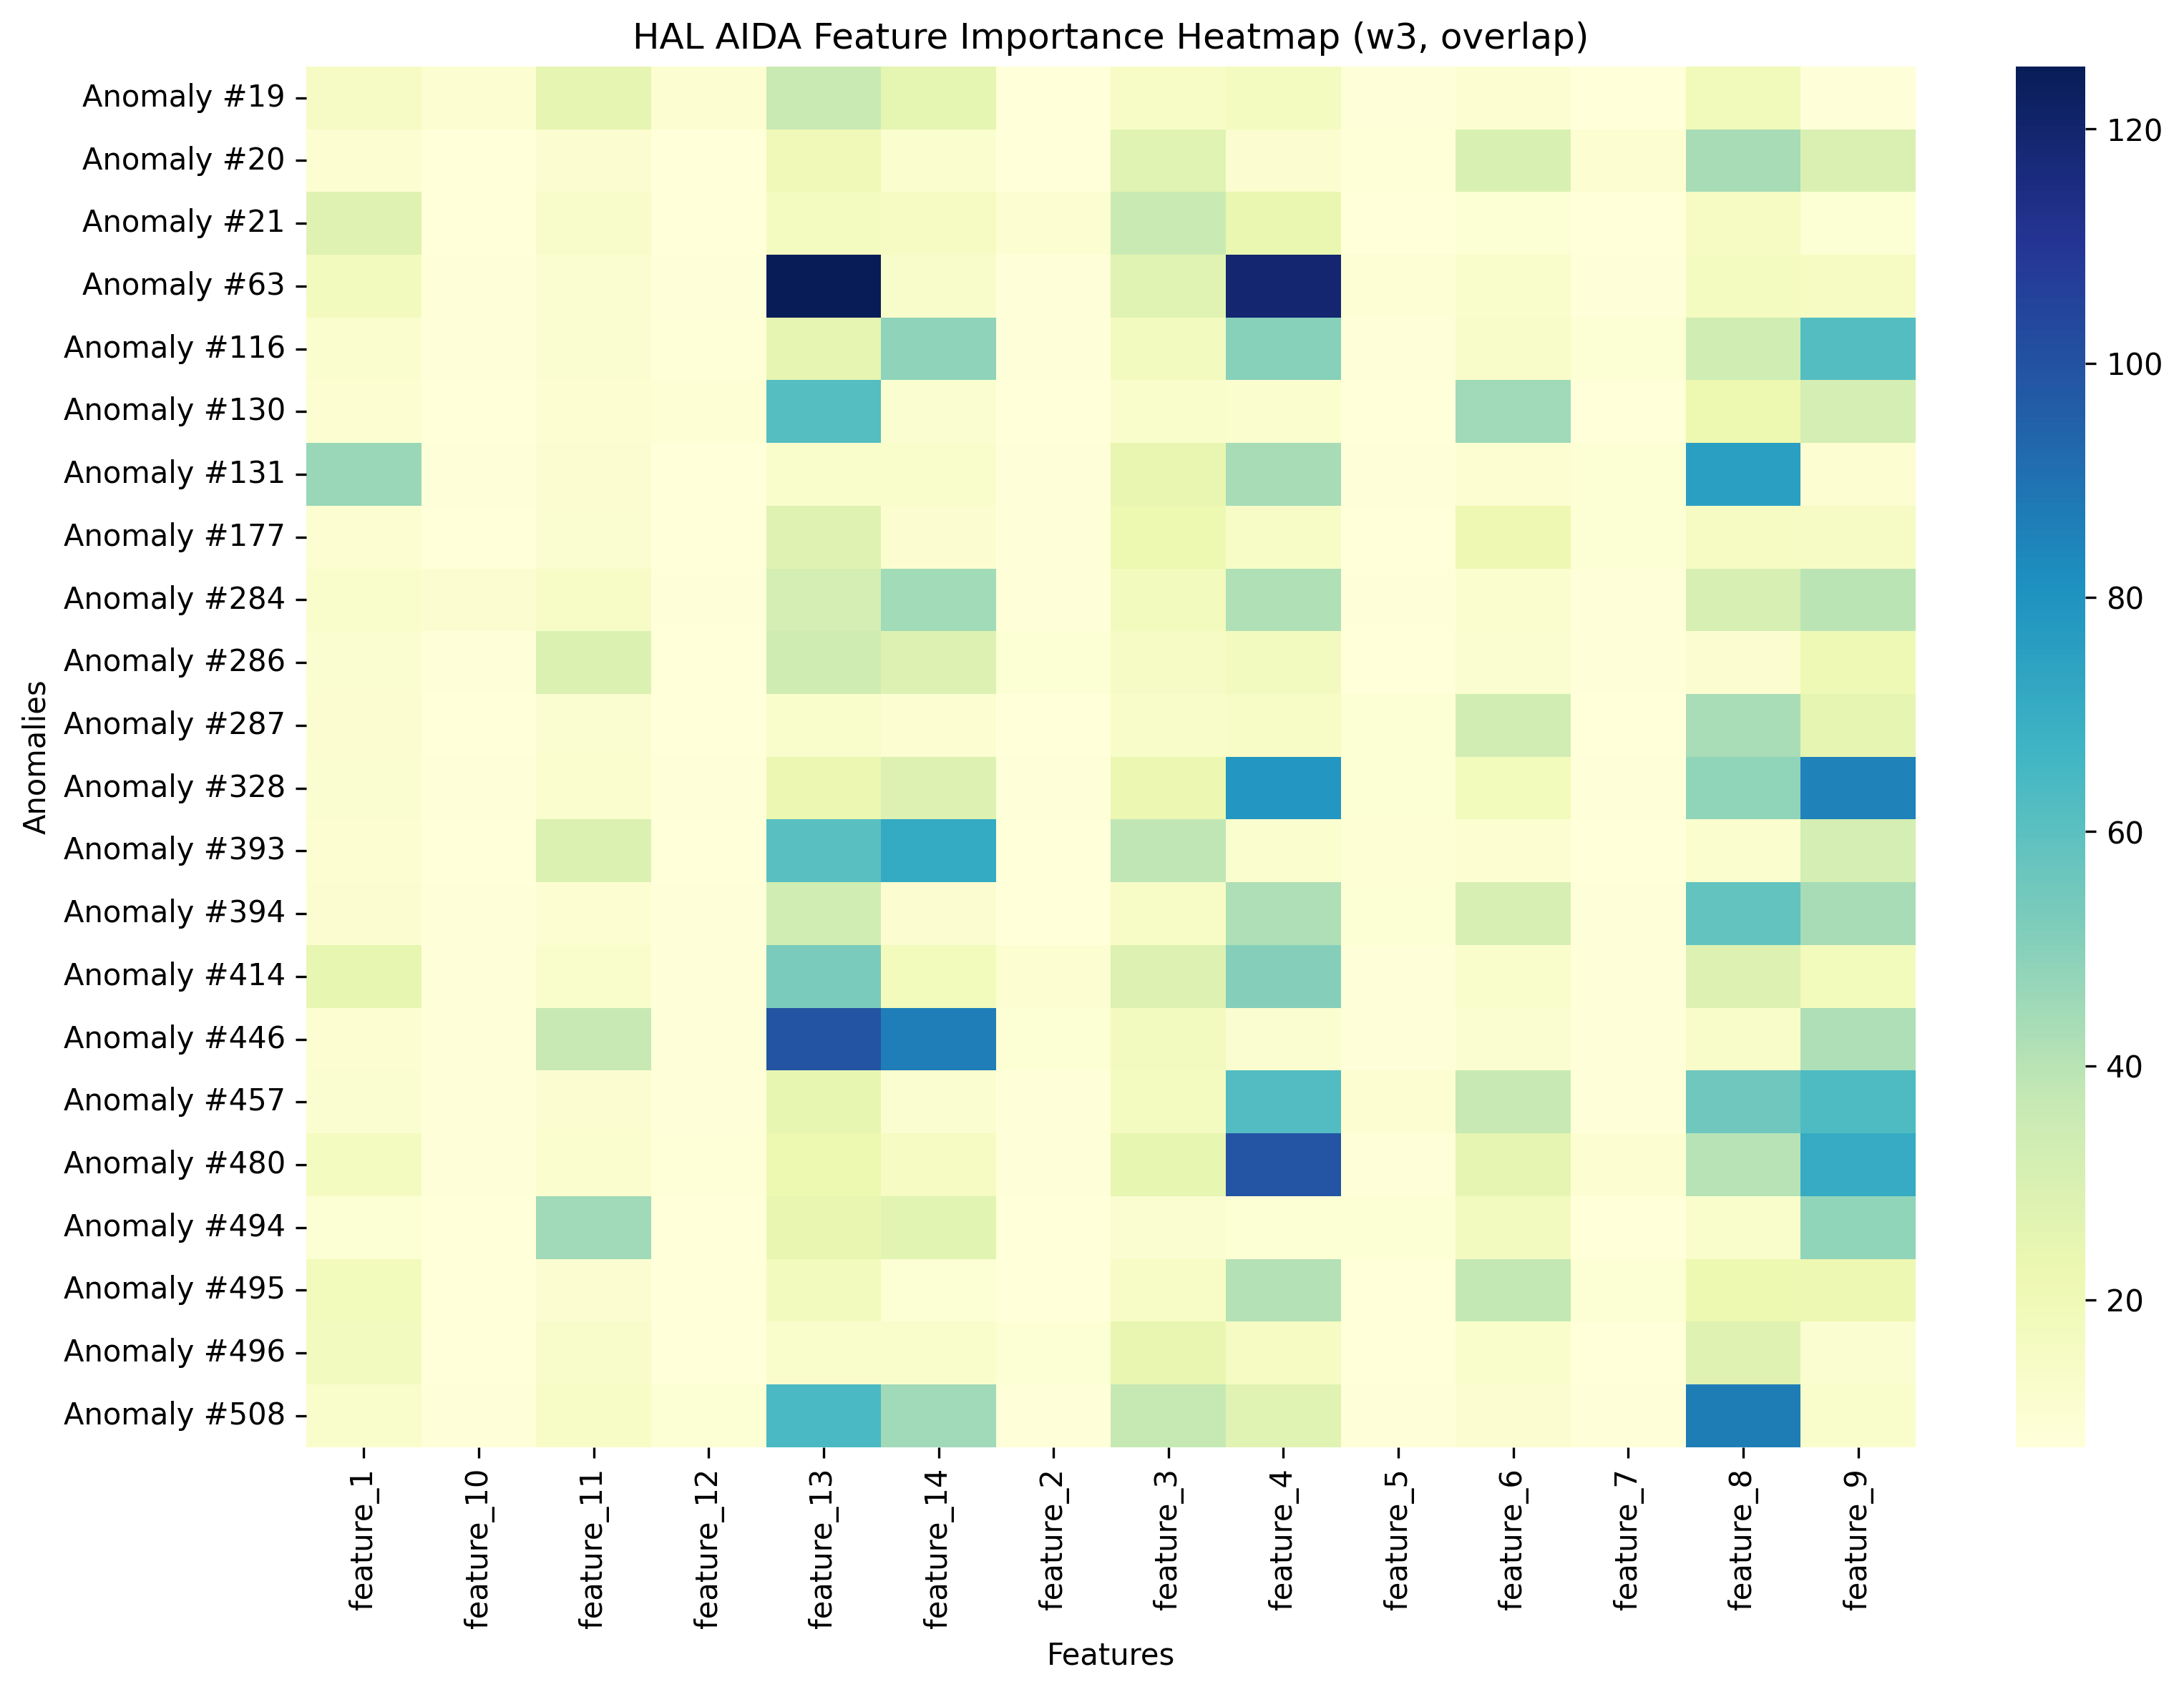 HAL AIDA Feature Importance Heatmap (w3, overlap)
Anomalies
Anomaly #19
Anomaly #20
Anomaly #21
Anomaly #63
Anomaly #116
Anomaly #130
Anomaly #131
Anomaly #177
Anomaly #284
Anomaly #286
Anomaly #287
Anomaly #328
Anomaly #393
Anomaly #394
Anomaly #414
Anomaly #446
Anomaly #457
Anomaly #480
Anomaly #494
Anomaly #495
Anomaly #496
Anomaly #508
feature_1
feature_10
feature_11
feature_12
feature_13
feature_14
feature_2
feature_3
feature_4
feature_5
feature_6
feature_7
feature_8
feature_9
Features
120
100
80
60
40
20